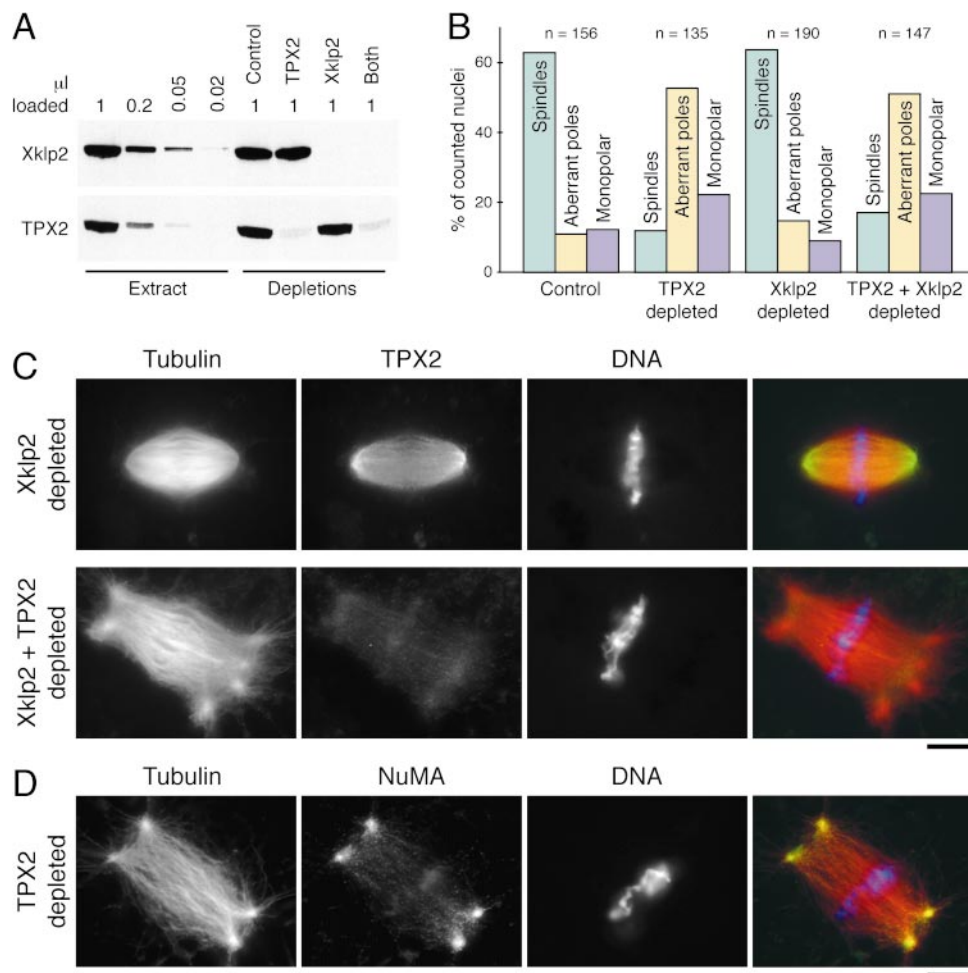 A
µl
loaded
1 0.2 0.05 0.02
Control TPX2 Xklp2 Both
1 1 1 1
Xklp2
TPX2
Extract Depletions
B
% of counted nuclei
60
40
20
0
n = 156 n = 135 n = 190 n = 147
Spindles Aberrant poles Monopolar
Spindles Aberrant poles Monopolar
Spindles Aberrant poles Monopolar
Spindles Aberrant poles Monopolar
Control
TPX2
depleted
Xklp2
depleted
TPX2 + Xklp2
depleted
C
Tubulin TPX2 DNA
Xklp2
depleted
Xklp2 + TPX2
depleted
D
Tubulin NuMA DNA
TPX2
depleted